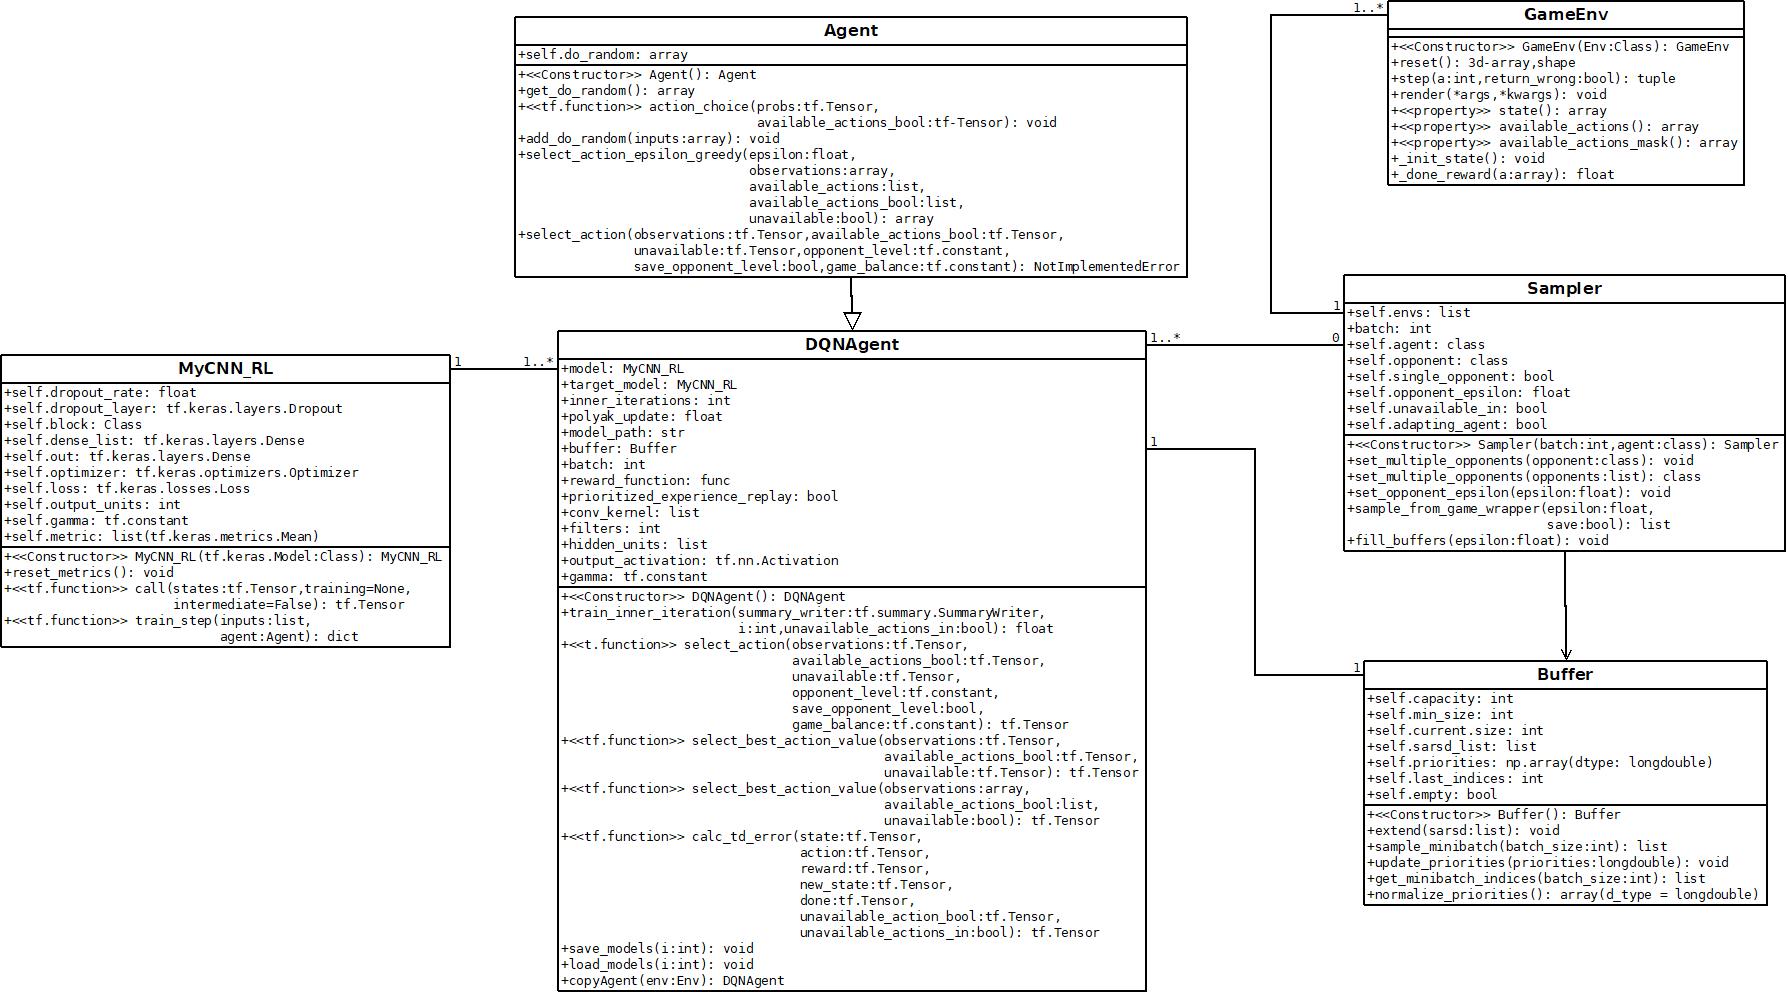 Agent
+self.do_random: array
+<<Constructor>> Agent(): Agent
+get_do_random(): array
+<<tf.function>> action_choice(probs:tf.Tensor,
available_actions_bool:tf-Tensor): void
+add_do_random(inputs:array): void
+select_action_epsilon_greedy(epsilon:float,
observations:array,
available_actions:list,
available_actions_bool:list,
unavailable:bool): array
+select_action(observations:tf.Tensor,available_actions_bool:tf.Tensor,
unavailable:tf.Tensor,opponent_level:tf.constant,
save_opponent_level:bool,game_balance:tf.constant): NotImplementedError
1..*
GameEnv
+<<Constructor>> GameEnv(Env:Class): GameEnv
+reset(): 3d-array,shape
+step(a:int,return_wrong:bool): tuple
+render(*args,*kwargs): void
+<<property>> state(): array
+<<property>> available_actions(): array
+<<property>> available_actions_mask(): array
+_init_state(): void
+_done_reward(a:array): float
1
Sampler
+self.envs: list
+batch: int
+self.agent: class
+self.opponent: class
+self.single_opponent: bool
+self.opponent_epsilon: float
+self.unavailable_in: bool
+self.adapting_agent: bool
+<<Constructor>> Sampler(batch:int,agent:class): Sampler
+set_multiple_opponents(opponent:class): void
+set_multiple_opponents(opponents:list): class
+set_opponent_epsilon(epsilon:float): void
+sample_from_game_wrapper(epsilon:float,
save:bool): list
+fill_buffers(epsilon:float): void
1..*
0
MyCNN_RL
+self.dropout_rate: float
+self.dropout_layer: tf.keras.layers.Dropout
+self.block: Class
+self.dense_list: tf.keras.layers.Dense
+self.out: tf.keras.layers.Dense
+self.optimizer: tf.keras.optimizers.Optimizer
+self.loss: tf.keras.losses.Loss
+self.output_units: int
+self.gamma: tf.constant
+self.metric: list(tf.keras.metrics.Mean)
+<<Constructor>> MyCNN_RL(tf.keras.Model:Class): MyCNN_RL
+reset_metrics(): void
+<<tf.function>> call(states:tf.Tensor,training=None,
intermediate=False): tf.Tensor
+<<tf.function>> train_step(inputs:list,
agent:Agent): dict
1
1..*
DQNAgent
+model: MyCNN_RL
+target_model: MyCNN_RL
+inner_iterations: int
+polyak_update: float
+model_path: str
+buffer: Buffer
+batch: int
+reward_function: func
+prioritized_experience_replay: bool
+conv_kernel: list
+filters: int
+hidden_units: list
+output_activation: tf.nn.Activation
+gamma: tf.constant
+<<Constructor>> DQNAgent(): DQNAgent
+train_inner_iteration(summary_writer:tf.summary.SummaryWriter,
i:int,unavailable_actions_in:bool): float
+<<t.function>> select_action(observations:tf.Tensor,
available_actions_bool:tf.Tensor,
unavailable:tf.Tensor,
opponent_level:tf.constant,
save_opponent_level:bool,
game_balance:tf.constant): tf.Tensor
+<<tf.function>> select_best_action_value(observations:tf.Tensor,
available_actions_bool:tf.Tensor,
unavailable:tf.Tensor): tf.Tensor
+<<tf.function>> select_best_action_value(observations:array,
available_actions_bool:list,
unavailable:bool): tf.Tensor
+<<tf.function>> calc_td_error(state:tf.Tensor,
action:tf.Tensor,
reward:tf.Tensor,
new_state:tf.Tensor,
done:tf.Tensor,
unavailable_action_bool:tf.Tensor,
unavailable_actions_in:bool): tf.Tensor
+save_models(i:int): void
+load_models(i:int): void
+copyAgent(env:Env): DQNAgent
1
1
Buffer
+self.capacity: int
+self.min_size: int
+self.current.size: int
+self.sarsd_list: list
+self.priorities: np.array(dtype: longdouble)
+self.last_indices: int
+self.empty: bool
+<<Constructor>> Buffer(): Buffer
+extend(sarsd:list): void
+sample_minibatch(batch_size:int): list
+update_priorities(priorities:longdouble): void
+get_minibatch_indices(batch_size:int): list
+normalize_priorities(): array(d_type = longdouble)